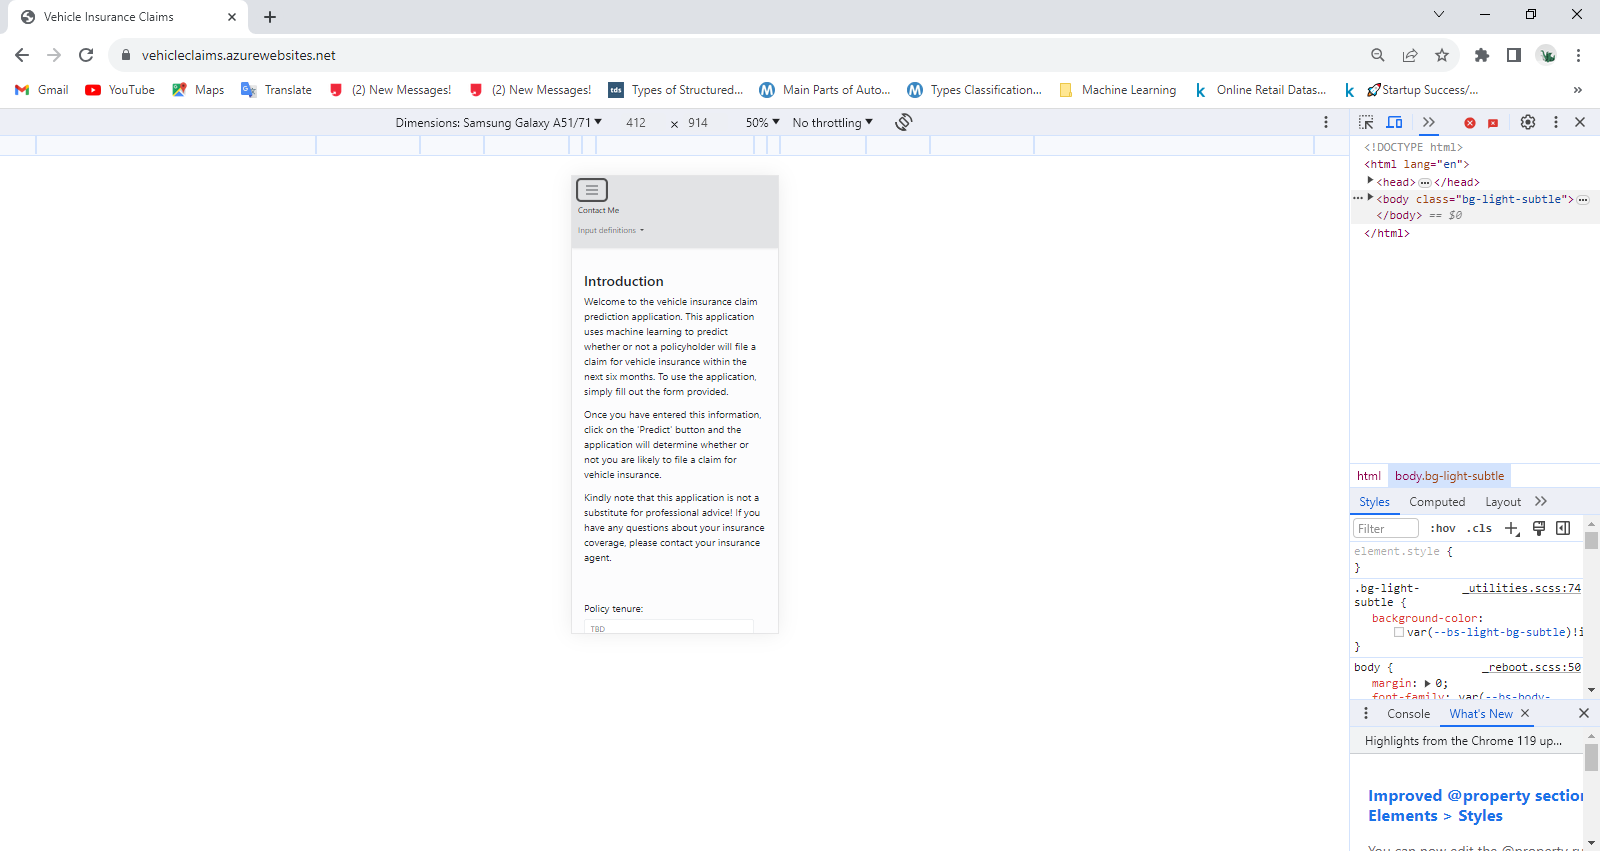 Vehicle Insurance Claims
vehicleclaims.azurewebsites.net
Gmail YouTube Maps Translate (2) New Messages! (2) New Messages! Types of Structured... Main Parts of Auto... Types Classification... Machine Learning Online Retail Datas... Startup Success/... »
Dimensions: Samsung Galaxy A51/71 412 x 914 50% No throttling
Contact Me
Input definitions
Introduction
Welcome to the vehicle insurance claim
prediction application. This application
uses machine learning to predict
whether or not a policyholder will file a
claim for vehicle insurance within the
next six months. To use the application,
simply fill out the form provided.
Once you have entered this information,
click on the 'Predict' button and the
application will determine whether or
not you are likely to file a claim for
vehicle insurance.
Kindly note that this application is not a
substitute for professional advice! If you
have any questions about your insurance
coverage, please contact your insurance
agent.
Policy tenure:
TBD
<!DOCTYPE html>
<html lang="en">
<head> … </head>
… <body class="bg-light-subtle"> …
</body> == $0
</html>
html body.bg-light-subtle
Styles Computed Layout
Filter :hov .cls
element.style {
}
.bg-light- _utilities.scss:74
subtle {
background-color:
var(--bs-light-bg-subtle)!i
}
body { _reboot.scss:50
margin: 0;
font-family: var(--bs-body-
Console What's New
Highlights from the Chrome 119 up...
Improved @property section
Elements > Styles
You can now edit the @property ru